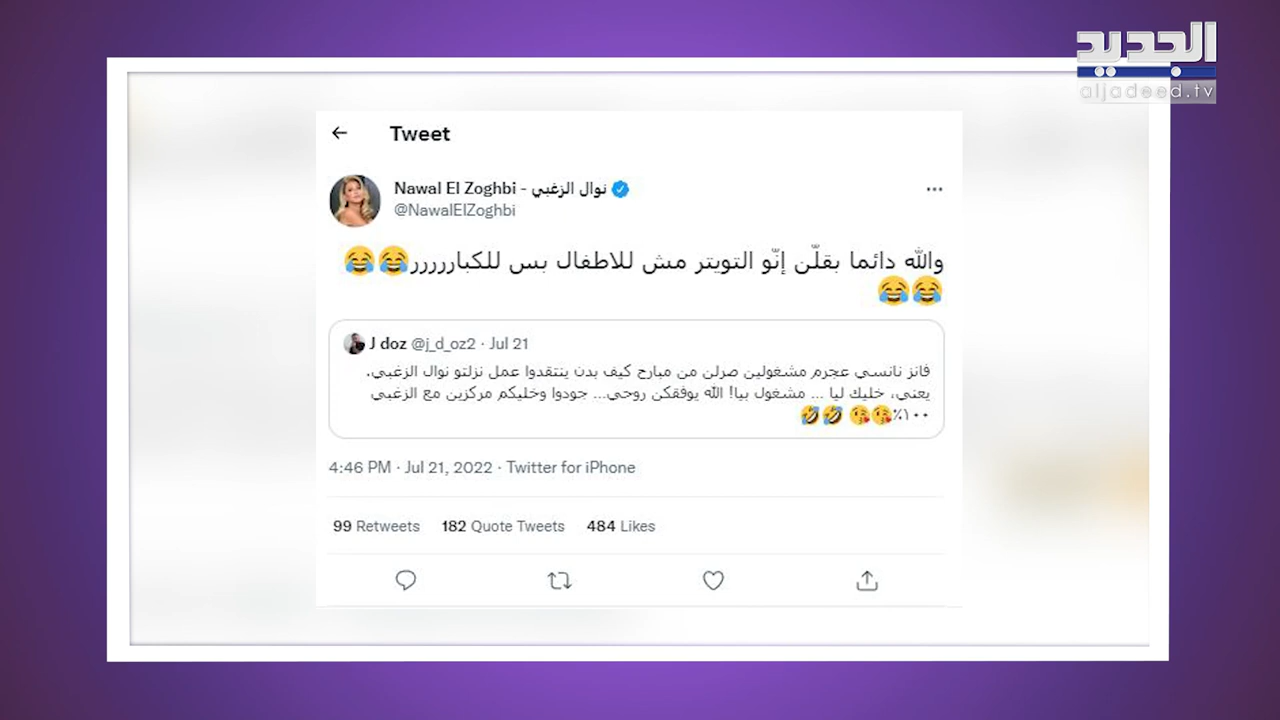 الجديد
aljadeed.tv
Tweet
Nawal El Zoghbi - نوال الزغبي
@NawalElZoghbi
والله دائما بقلّن إنّو التويتر مش للاطفال بس للكبارررر😂😂
😂😂
J doz @j_d_oz2 · Jul 21
فانز نانسي عجرم مشغولين صرلن من مبارح كيف بدن ينتقدوا عمل نزلتو نوال الزغبي.
يعني، خليك ليا ... مشغول بيا! الله يوفقكن روحي... جودوا وخليكم مركزين مع الزغبي
١٠٠٪😘😘 🤣🤣
4:46 PM · Jul 21, 2022 · Twitter for iPhone
99 Retweets 182 Quote Tweets 484 Likes